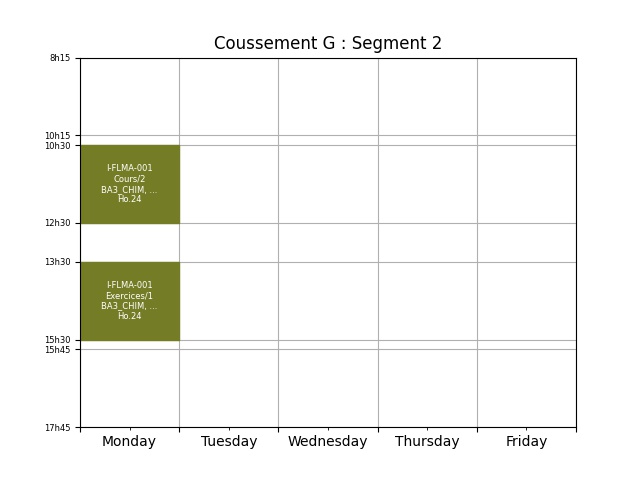 Coussement G : Segment 2
8h15
10h15
10h30
I-FLMA-001
Cours/2
BA3_CHIM, ...
Ho.24
12h30
13h30
I-FLMA-001
Exercices/1
BA3_CHIM, ...
Ho.24
15h30
15h45
17h45
Monday Tuesday Wednesday Thursday Friday